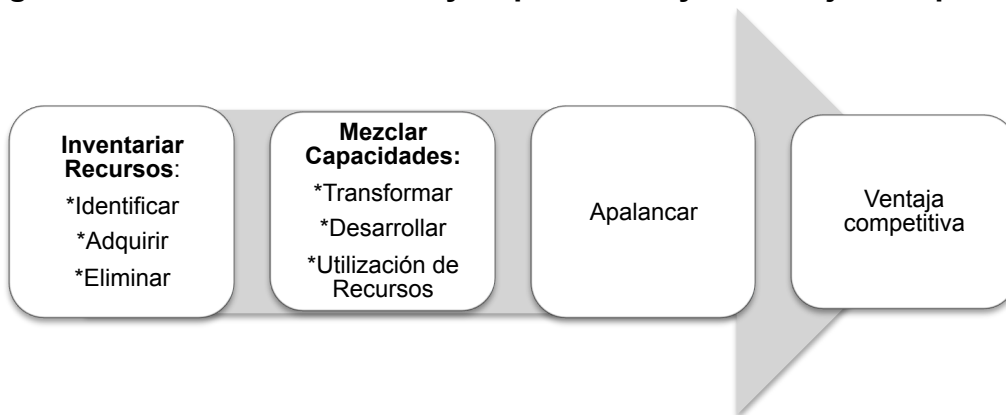 Inventariar
Recursos:
*Identificar
*Adquirir
*Eliminar
Mezclar
Capacidades:
*Transformar
*Desarrollar
*Utilización de
Recursos
Apalancar
Ventaja
competitiva